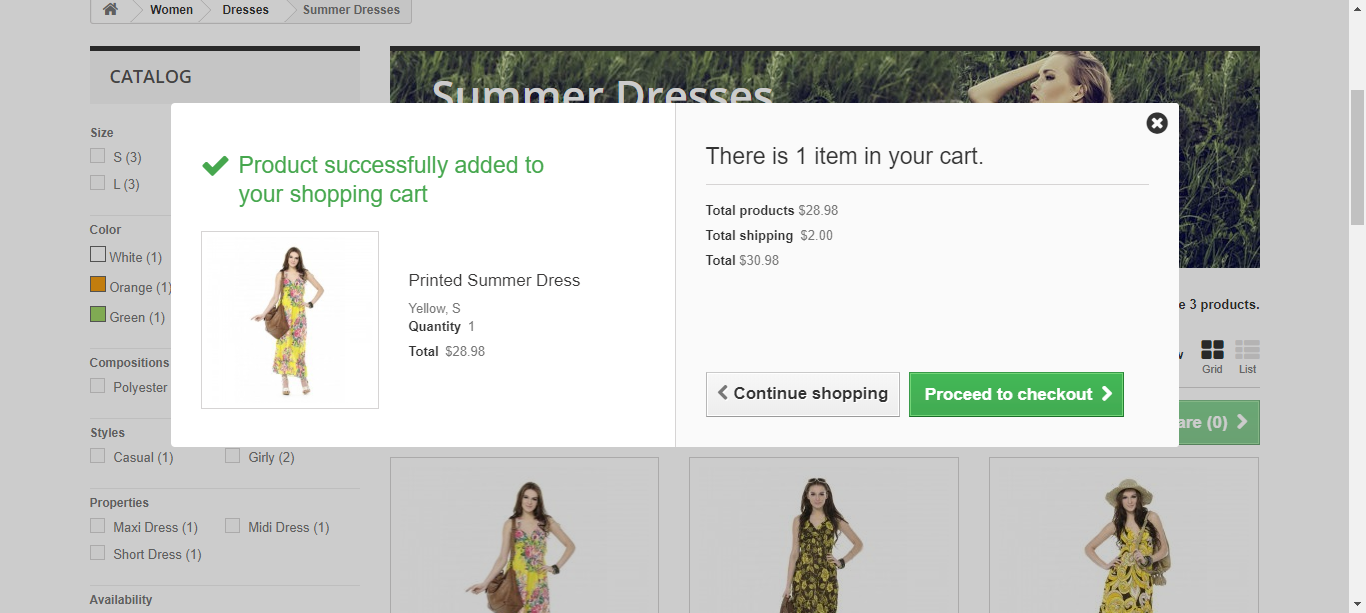 Women
Dresses
Summer Dresses
CATALOG
Summer Dresses
Size
S (3)
L (3)
Color
White (1)
Orange (1)
Green (1)
Compositions
Polyester
Styles
Casual (1)
Girly (2)
Properties
Maxi Dress (1)
Midi Dress (1)
Short Dress (1)
Availability
Product successfully added to
your shopping cart
Printed Summer Dress
Yellow, S
Quantity 1
Total $28.98
There is 1 item in your cart.
Total products $28.98
Total shipping $2.00
Total $30.98
Continue shopping
Proceed to checkout
3 products.
Grid
List
(0)